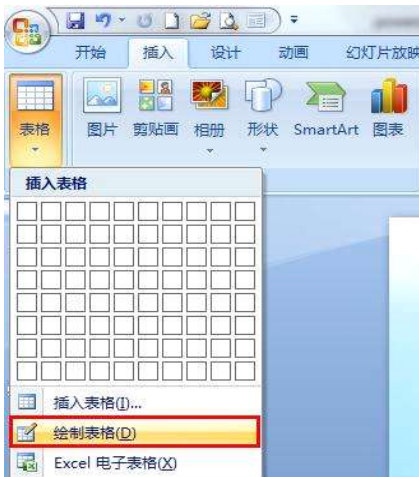 开始 插入 设计 动画 幻灯片放映
表格 图片 剪贴画 相册 形状 SmartArt 图表
插入表格
插入表格(I)...
绘制表格(D)
Excel 电子表格(X)